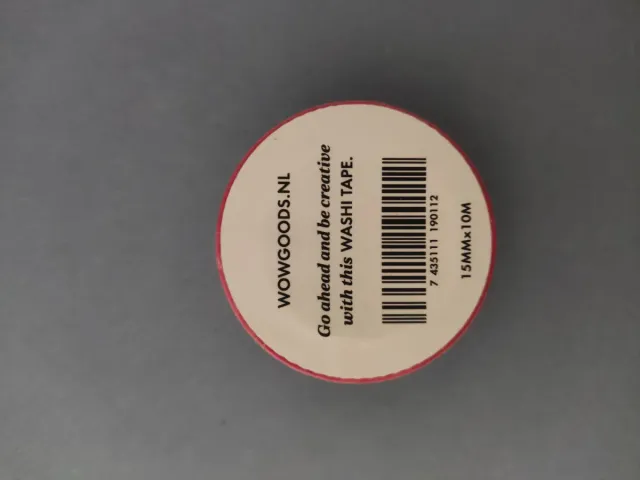 WOWGOODS.NL
Go ahead and be creative
with this WASHI TAPE.
7 435111 190112
15MMx10M